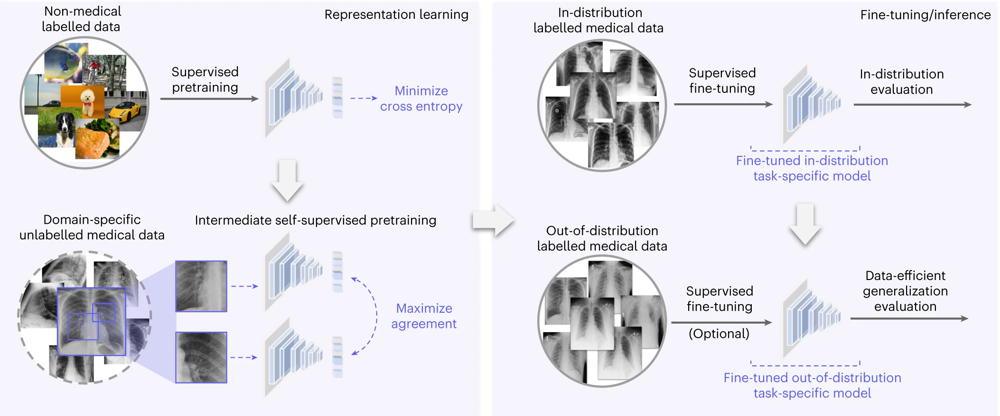 Non-medical
labelled data
Representation learning
Supervised
pretraining
Minimize
cross entropy
Domain-specific
unlabelled medical data
Intermediate self-supervised pretraining
Maximize
agreement
In-distribution
labelled medical data
Fine-tuning/inference
Supervised
fine-tuning
In-distribution
evaluation
Fine-tuned in-distribution
task-specific model
Out-of-distribution
labelled medical data
Supervised
fine-tuning
(Optional)
Data-efficient
generalization
evaluation
Fine-tuned out-of-distribution
task-specific model